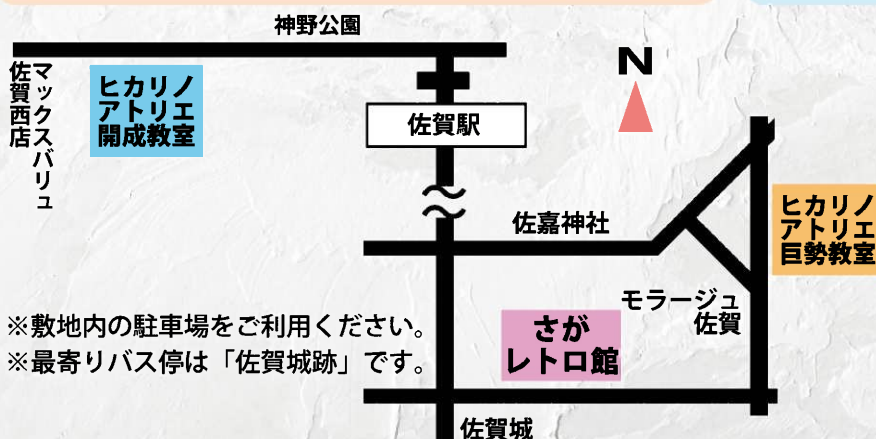 神野公園
N
マックスバリュ
佐賀西店
ヒカリノ
アトリエ
開成教室
佐賀駅
佐嘉神社
ヒカリノ
アトリエ
巨勢教室
モラージュ
佐賀
さが
レトロ館
※敷地内の駐車場をご利用ください。
※最寄りバス停は「佐賀城跡」です。
佐賀城